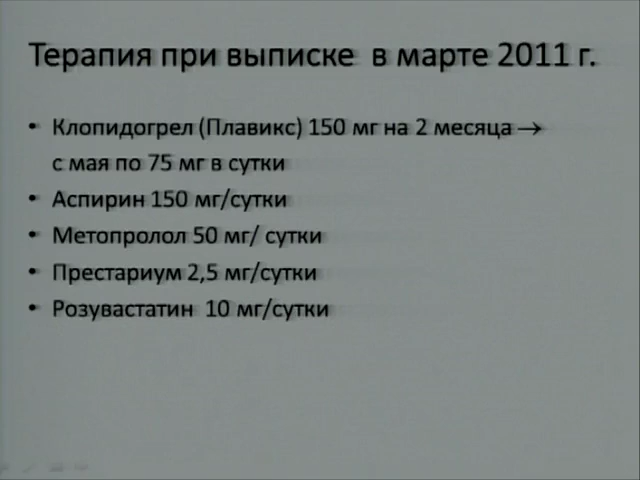 Терапия при выписке в марте 2011 г.
• Клопидогрел (Плавикс) 150 мг на 2 месяца →
с мая по 75 мг в сутки
• Аспирин 150 мг/сутки
• Метопролол 50 мг/ сутки
• Престариум 2,5 мг/сутки
• Розувастатин 10 мг/сутки